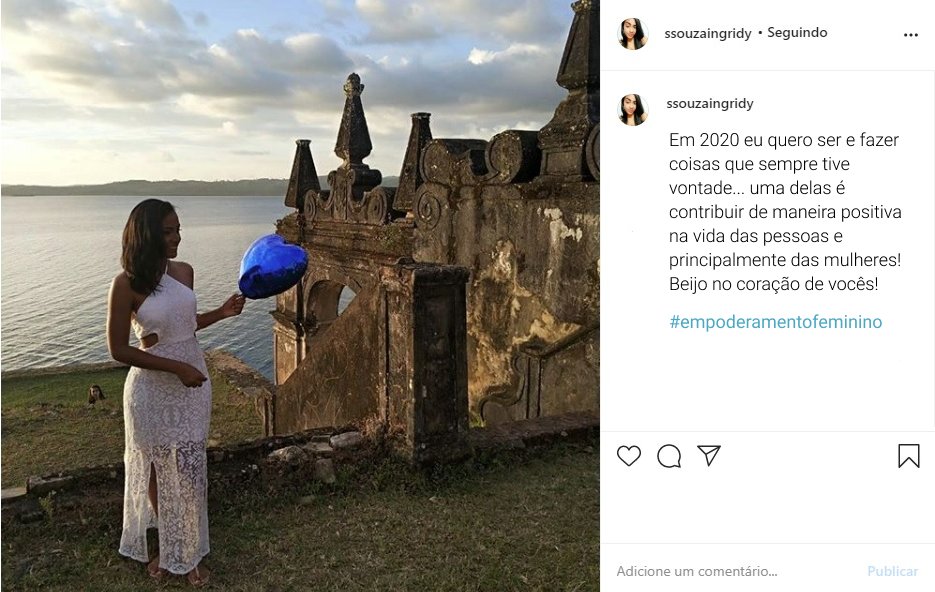 ssouzaingridy • Seguindo
ssouzaingridy
Em 2020 eu quero ser e fazer
coisas que sempre tive
vontade... uma delas é
contribuir de maneira positiva
na vida das pessoas e
principalmente das mulheres!
Beijo no coração de vocês!
#empoderamentofeminino
Adicione um comentário...
Publicar